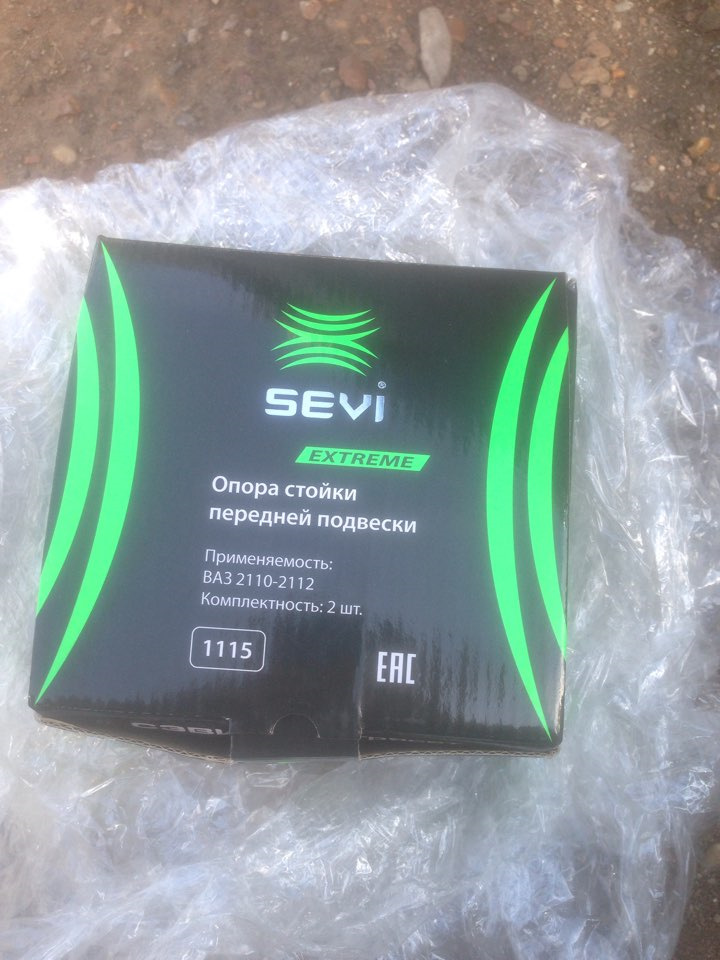 SEVI®
EXTREME
Опора стойки
передней подвески
Применяемость:
ВАЗ 2110-2112
Комплектность: 2 шт.
1115
EAC